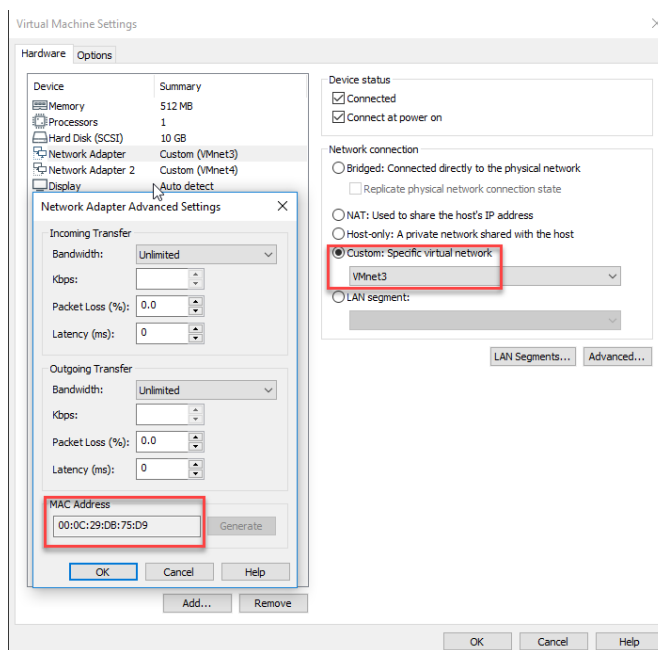 Virtual Machine Settings
Hardware Options
Device Summary
Memory 512 MB
Processors 1
Hard Disk (SCSI) 10 GB
Network Adapter Custom (VMnet3)
Network Adapter 2 Custom (VMnet4)
Display Auto detect
Network Adapter Advanced Settings
Incoming Transfer
Bandwidth: Unlimited
Kbps:
Packet Loss (%): 0.0
Latency (ms): 0
Outgoing Transfer
Bandwidth: Unlimited
Kbps:
Packet Loss (%): 0.0
Latency (ms): 0
MAC Address
00:0C:29:DB:75:D9 Generate
OK Cancel Help
Add... Remove
Device status
Connected
Connect at power on
Network connection
Bridged: Connected directly to the physical network
Replicate physical network connection state
NAT: Used to share the host's IP address
Host-only: A private network shared with the host
Custom: Specific virtual network
VMnet3
LAN segment:
LAN Segments... Advanced...
OK Cancel Help